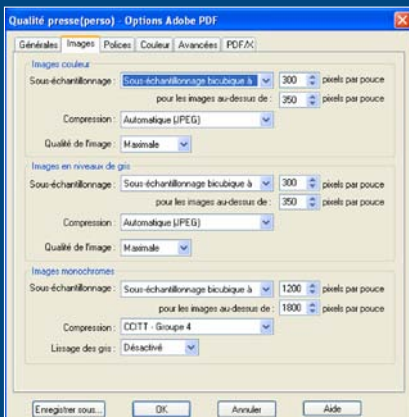 Qualité presse(perso) - Options Adobe PDF
Générales Images Polices Couleur Avancées PDF/X
Images couleur
Sous-échantillonnage : Sous-échantillonnage bicubique à 300 pixels par pouce
pour les images au-dessus de : 350 pixels par pouce
Compression : Automatique (JPEG)
Qualité de l'image : Maximale
Images en niveaux de gris
Sous-échantillonnage : Sous-échantillonnage bicubique à 300 pixels par pouce
pour les images au-dessus de : 350 pixels par pouce
Compression : Automatique (JPEG)
Qualité de l'image : Maximale
Images monochromes
Sous-échantillonnage : Sous-échantillonnage bicubique à 1200 pixels par pouce
pour les images au-dessus de : 1800 pixels par pouce
Compression : CCITT - Groupe 4
Lissage des gris : Désactivé
Enregistrer sous... OK Annuler Aide